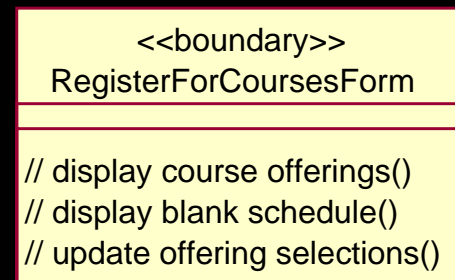 <<boundary>>
RegisterForCoursesForm
// display course offerings()
// display blank schedule()
// update offering selections()